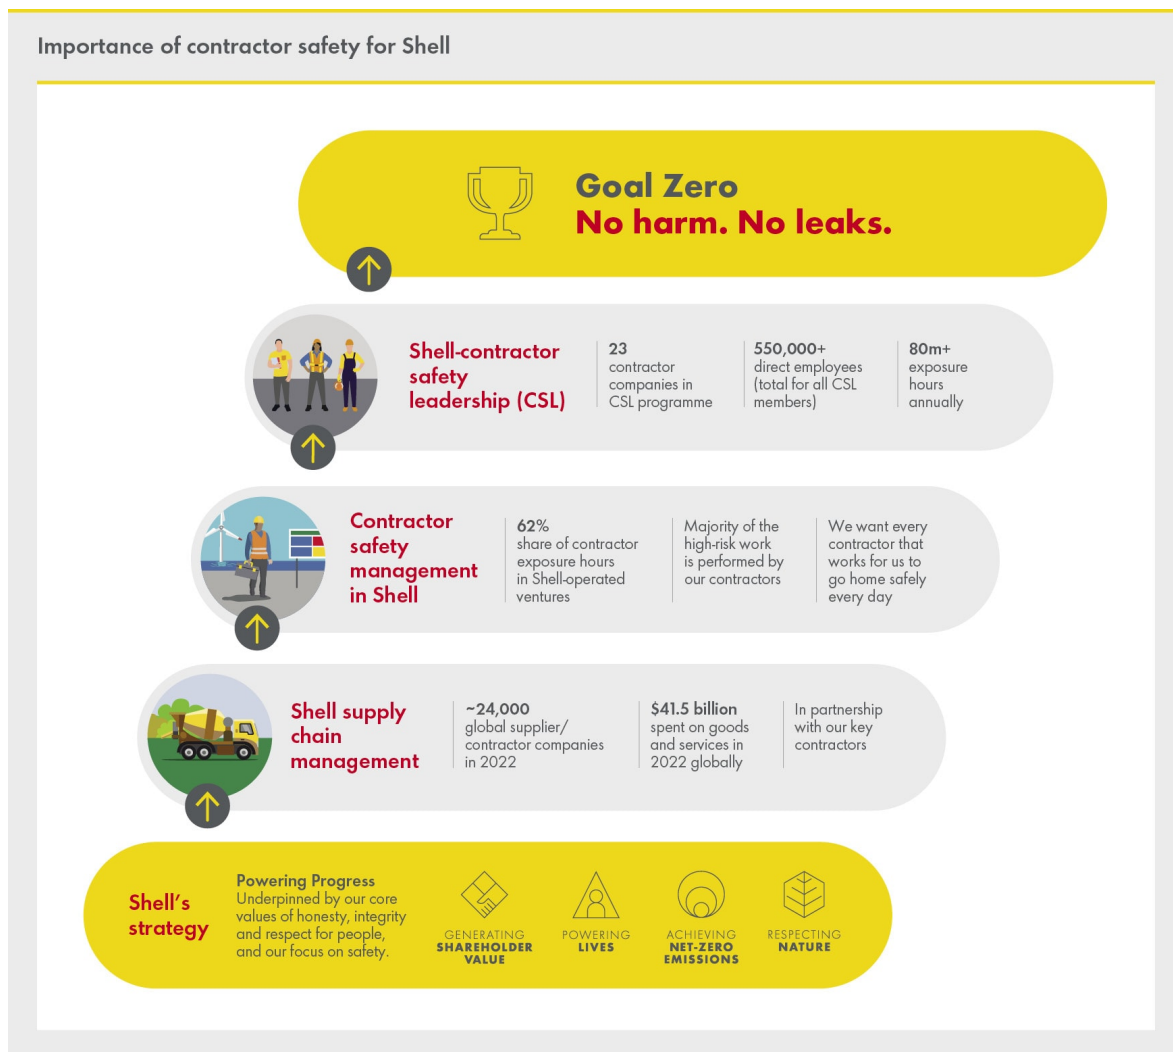 Importance of contractor safety for Shell
Goal Zero
No harm. No leaks.
Shell-contractor
safety
leadership (CSL)
23
contractor
companies in
CSL programme
550,000+
direct employees
(total for all CSL
members)
80m+
exposure
hours
annually
Contractor
safety
management
in Shell
62%
share of contractor
exposure hours
in Shell-operated
ventures
Majority of the
high-risk work
is performed by
our contractors
We want every
contractor that
works for us to
go home safely
every day
Shell supply
chain
management
~24,000
global supplier/
contractor companies
in 2022
$41.5 billion
spent on goods
and services in
2022 globally
In partnership
with our key
contractors
Shell's
strategy
Powering Progress
Underpinned by our core
values of honesty, integrity
and respect for people,
and our focus on safety.
GENERATING
SHAREHOLDER
VALUE
POWERING
LIVES
ACHIEVING
NET-ZERO
EMISSIONS
RESPECTING
NATURE